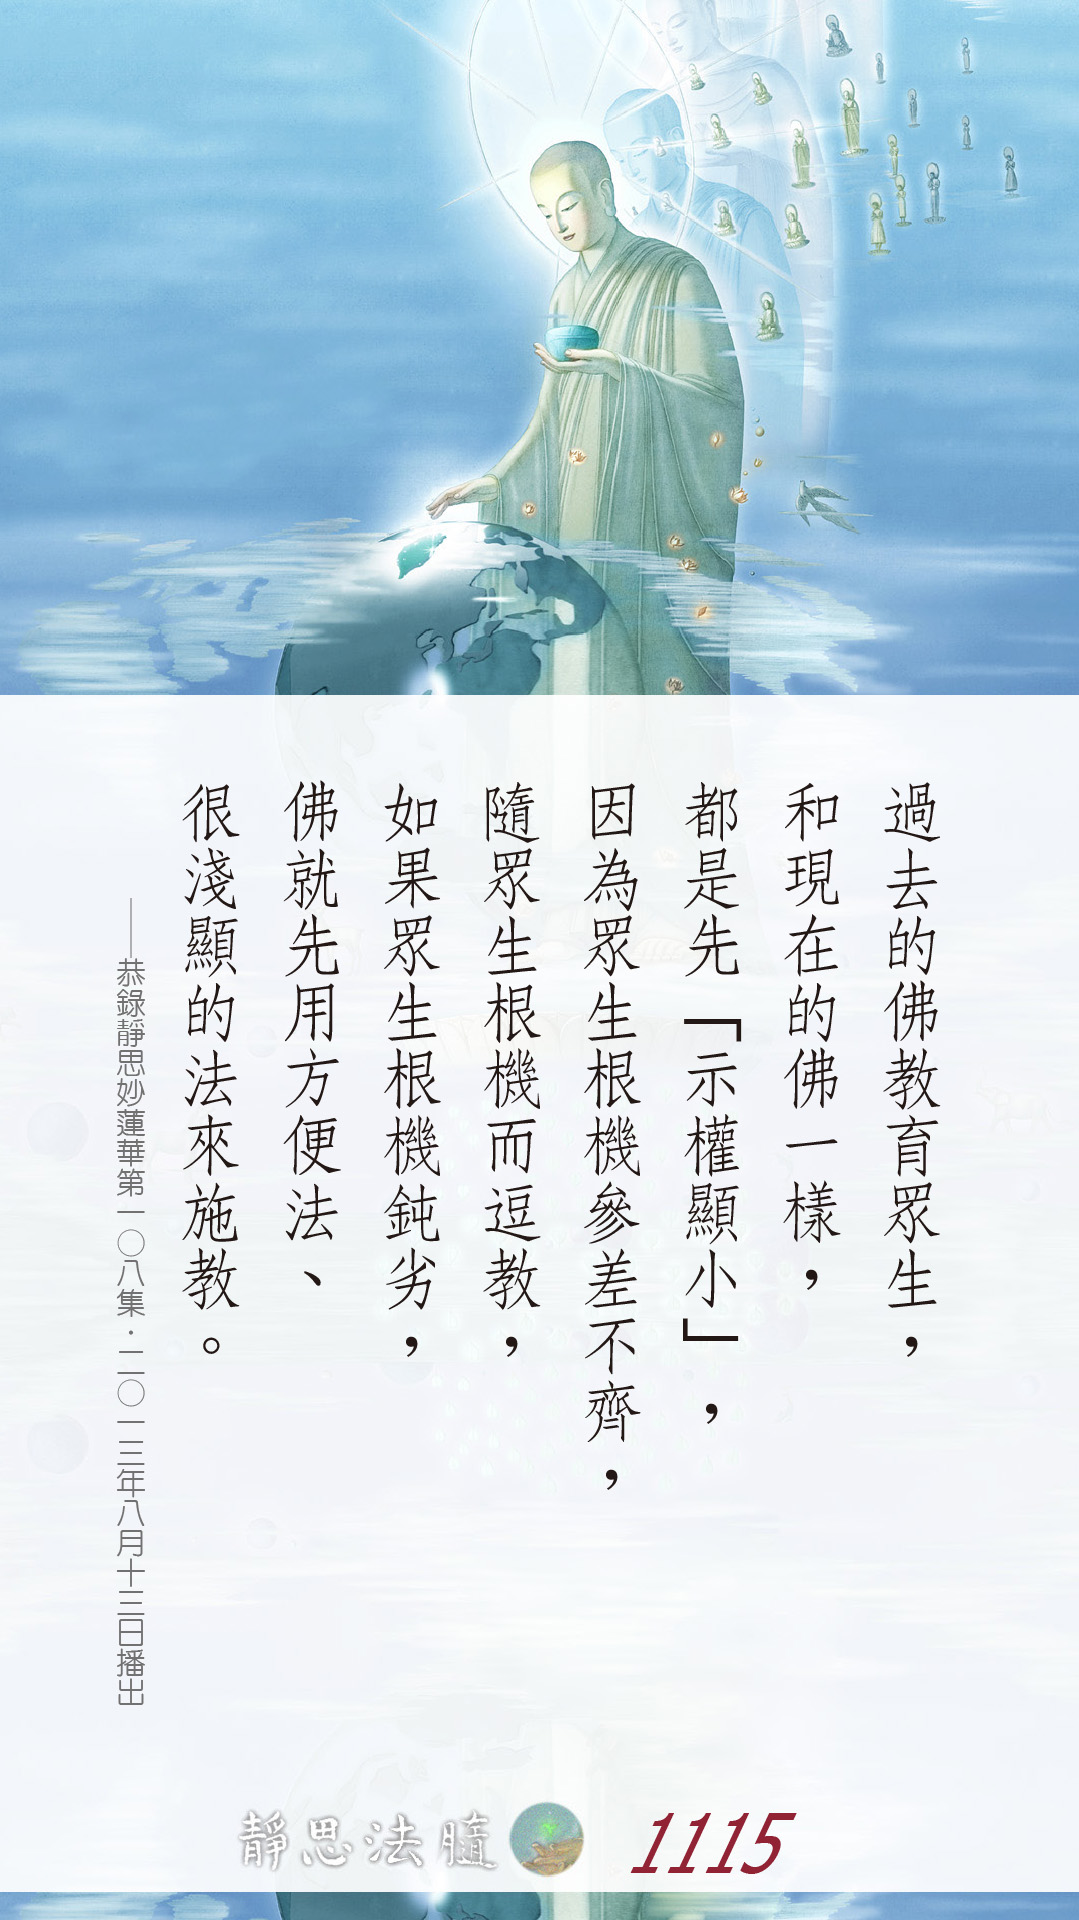 過去的佛教育眾生，
和現在的佛一樣，
都是先「示權顯小」，
因為眾生根機參差不齊，
隨眾生根機而逗教，
如果眾生根機鈍劣，
佛就先用方便法、
很淺顯的法來施教。
——恭錄靜思妙蓮華第一〇八集．二〇一三年八月十三日播出
靜思法髓
1115